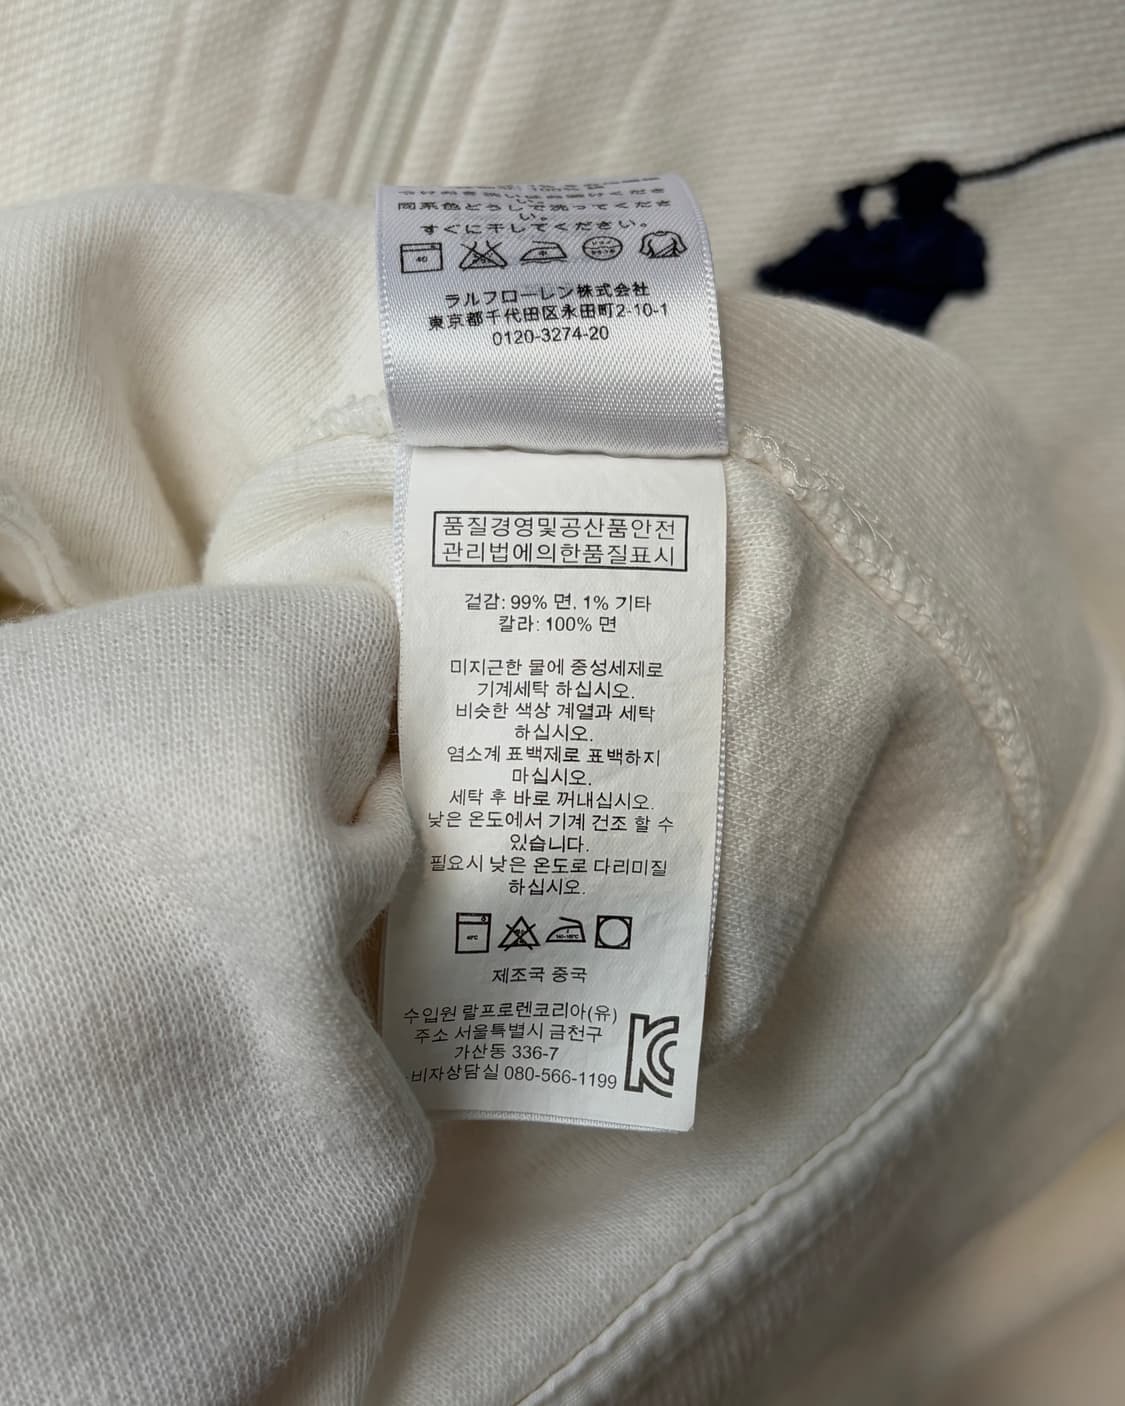 同系色どうしで洗ってくださ
い。
すぐに干してください。
40
ラルフローレン株式会社
東京都千代田区永田町2-10-1
0120-3274-20
품질경영및공산품안전
관리법에의한품질표시
겉감: 99% 면, 1% 기타
칼라: 100% 면
미지근한 물에 중성세제로
기계세탁 하십시오.
비슷한 색상 계열과 세탁
하십시오.
염소계 표백제로 표백하지
마십시오.
세탁 후 바로 꺼내십시오.
낮은 온도에서 기계 건조 할 수
있습니다.
필요시 낮은 온도로 다리미질
하십시오.
40℃
제조국 중국
수입원 랄프로렌코리아(유)
주소 서울특별시 금천구
가산동 336-7
비자상담실 080-566-1199
KC